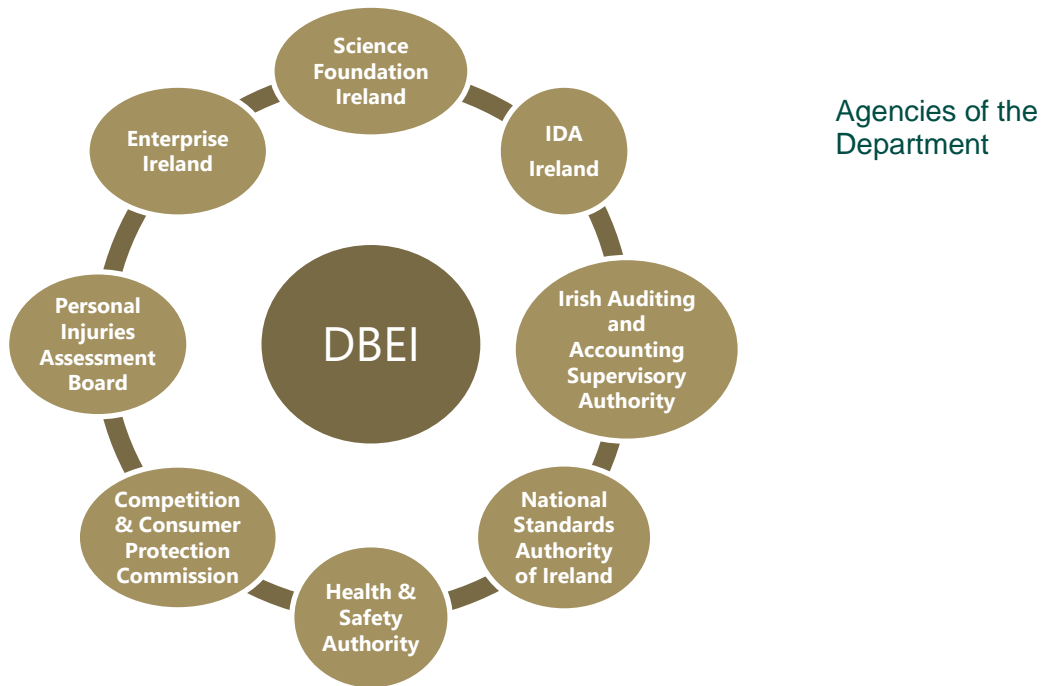 Science
Foundation
Ireland
Agencies of the
Department
Enterprise
Ireland
IDA
Ireland
Personal
Injuries
Assessment
Board
DBEI
Irish Auditing
and
Accounting
Supervisory
Authority
Competition
& Consumer
Protection
Commission
National
Standards
Authority
of Ireland
Health &
Safety
Authority